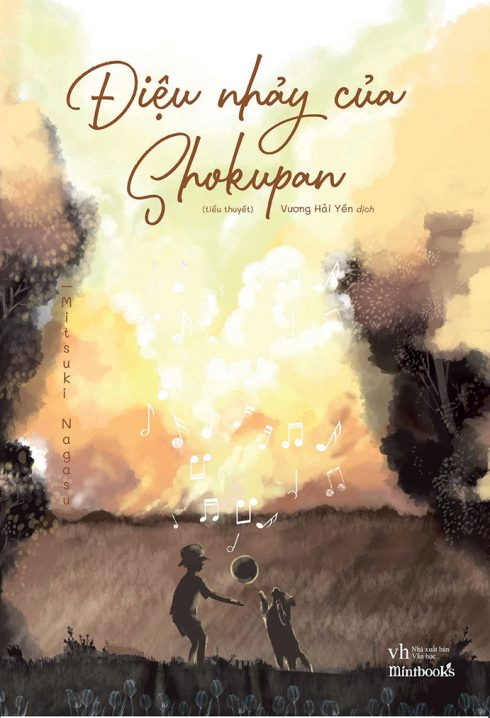 Điệu nhảy của
Shokupan
(tiểu thuyết)
Vương Hải Yến dịch
Mitsuki Nagasu
vh Nhà xuất bản
Văn học
mintbooks